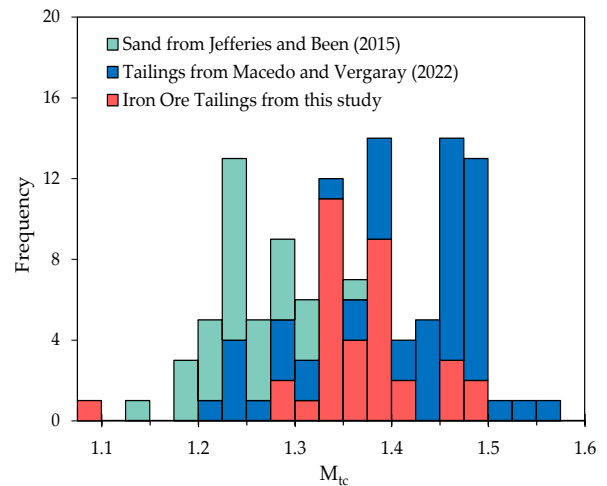 20
16
12
8
4
0
Frequency
Sand from Jefferies and Been (2015)
Tailings from Macedo and Vergaray (2022)
Iron Ore Tailings from this study
1.1 1.2 1.3 1.4 1.5 1.6
M_tc